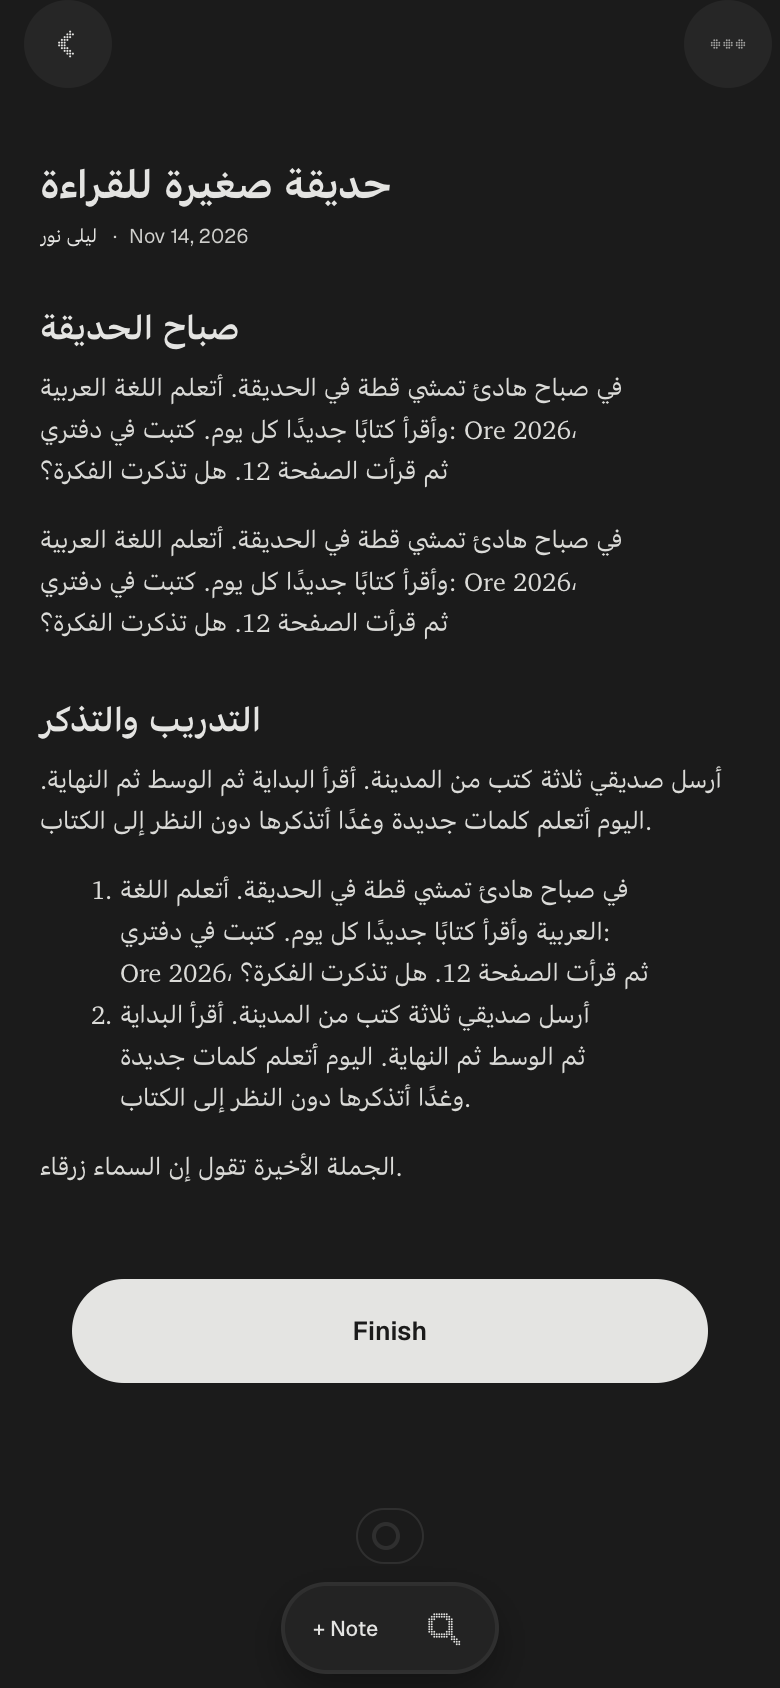 حديقة صغيرة للقراءة
ليلى نور · Nov 14, 2026
صباح الحديقة
في صباح هادئ تمشي قطة في الحديقة. أتعلم اللغة العربية
وأقرأ كتابًا جديدًا كل يوم. كتبت في دفتري: Ore 2026،
ثم قرأت الصفحة 12. هل تذكرت الفكرة؟
في صباح هادئ تمشي قطة في الحديقة. أتعلم اللغة العربية
وأقرأ كتابًا جديدًا كل يوم. كتبت في دفتري: Ore 2026،
ثم قرأت الصفحة 12. هل تذكرت الفكرة؟
التدريب والتذكر
أرسل صديقي ثلاثة كتب من المدينة. أقرأ البداية ثم الوسط ثم النهاية.
اليوم أتعلم كلمات جديدة وغدًا أتذكرها دون النظر إلى الكتاب.
1. في صباح هادئ تمشي قطة في الحديقة. أتعلم اللغة
العربية وأقرأ كتابًا جديدًا كل يوم. كتبت في دفتري:
Ore 2026، ثم قرأت الصفحة 12. هل تذكرت الفكرة؟
2. أرسل صديقي ثلاثة كتب من المدينة. أقرأ البداية
ثم الوسط ثم النهاية. اليوم أتعلم كلمات جديدة
وغدًا أتذكرها دون النظر إلى الكتاب.
الجملة الأخيرة تقول إن السماء زرقاء.
Finish
+ Note